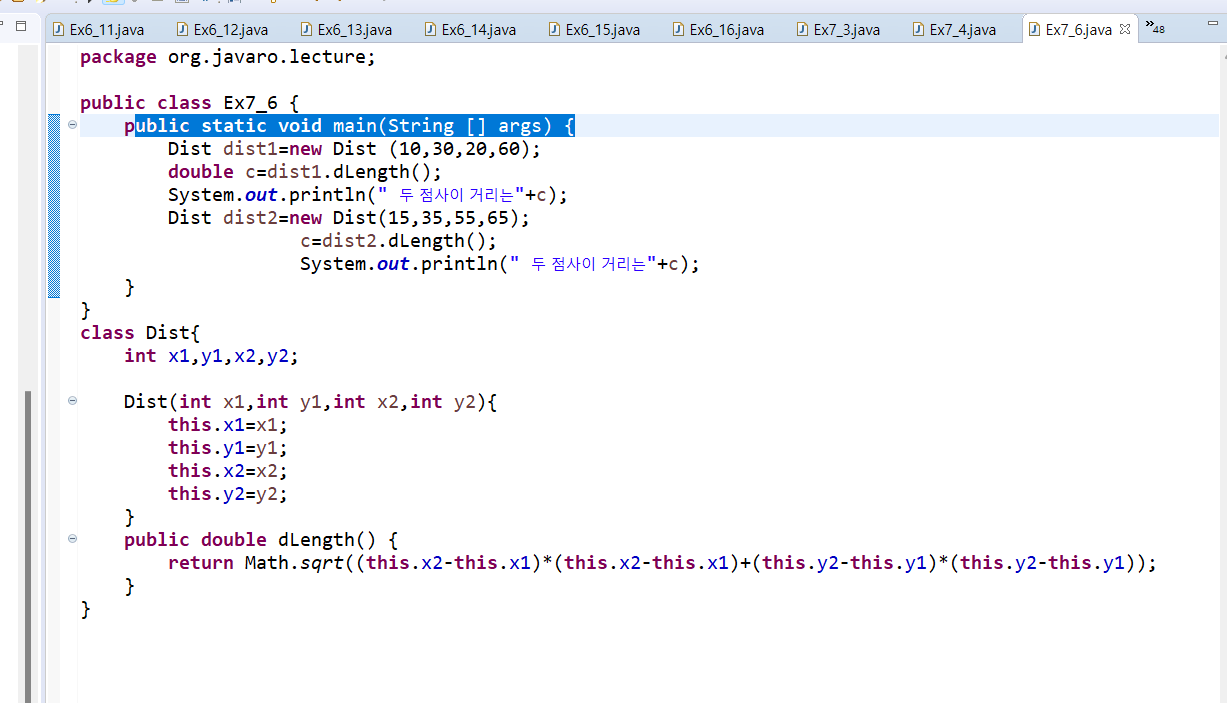 Ex6_11.java Ex6_12.java Ex6_13.java Ex6_14.java Ex6_15.java Ex6_16.java Ex7_3.java Ex7_4.java Ex7_6.java »48
package org.javaro.lecture;
public class Ex7_6 {
public static void main(String [] args) {
Dist dist1=new Dist (10,30,20,60);
double c=dist1.dLength();
System.out.println(" 두 점사이 거리는"+c);
Dist dist2=new Dist(15,35,55,65);
c=dist2.dLength();
System.out.println(" 두 점사이 거리는"+c);
}
}
class Dist{
int x1,y1,x2,y2;
Dist(int x1,int y1,int x2,int y2){
this.x1=x1;
this.y1=y1;
this.x2=x2;
this.y2=y2;
}
public double dLength() {
return Math.sqrt((this.x2-this.x1)*(this.x2-this.x1)+(this.y2-this.y1)*(this.y2-this.y1));
}
}